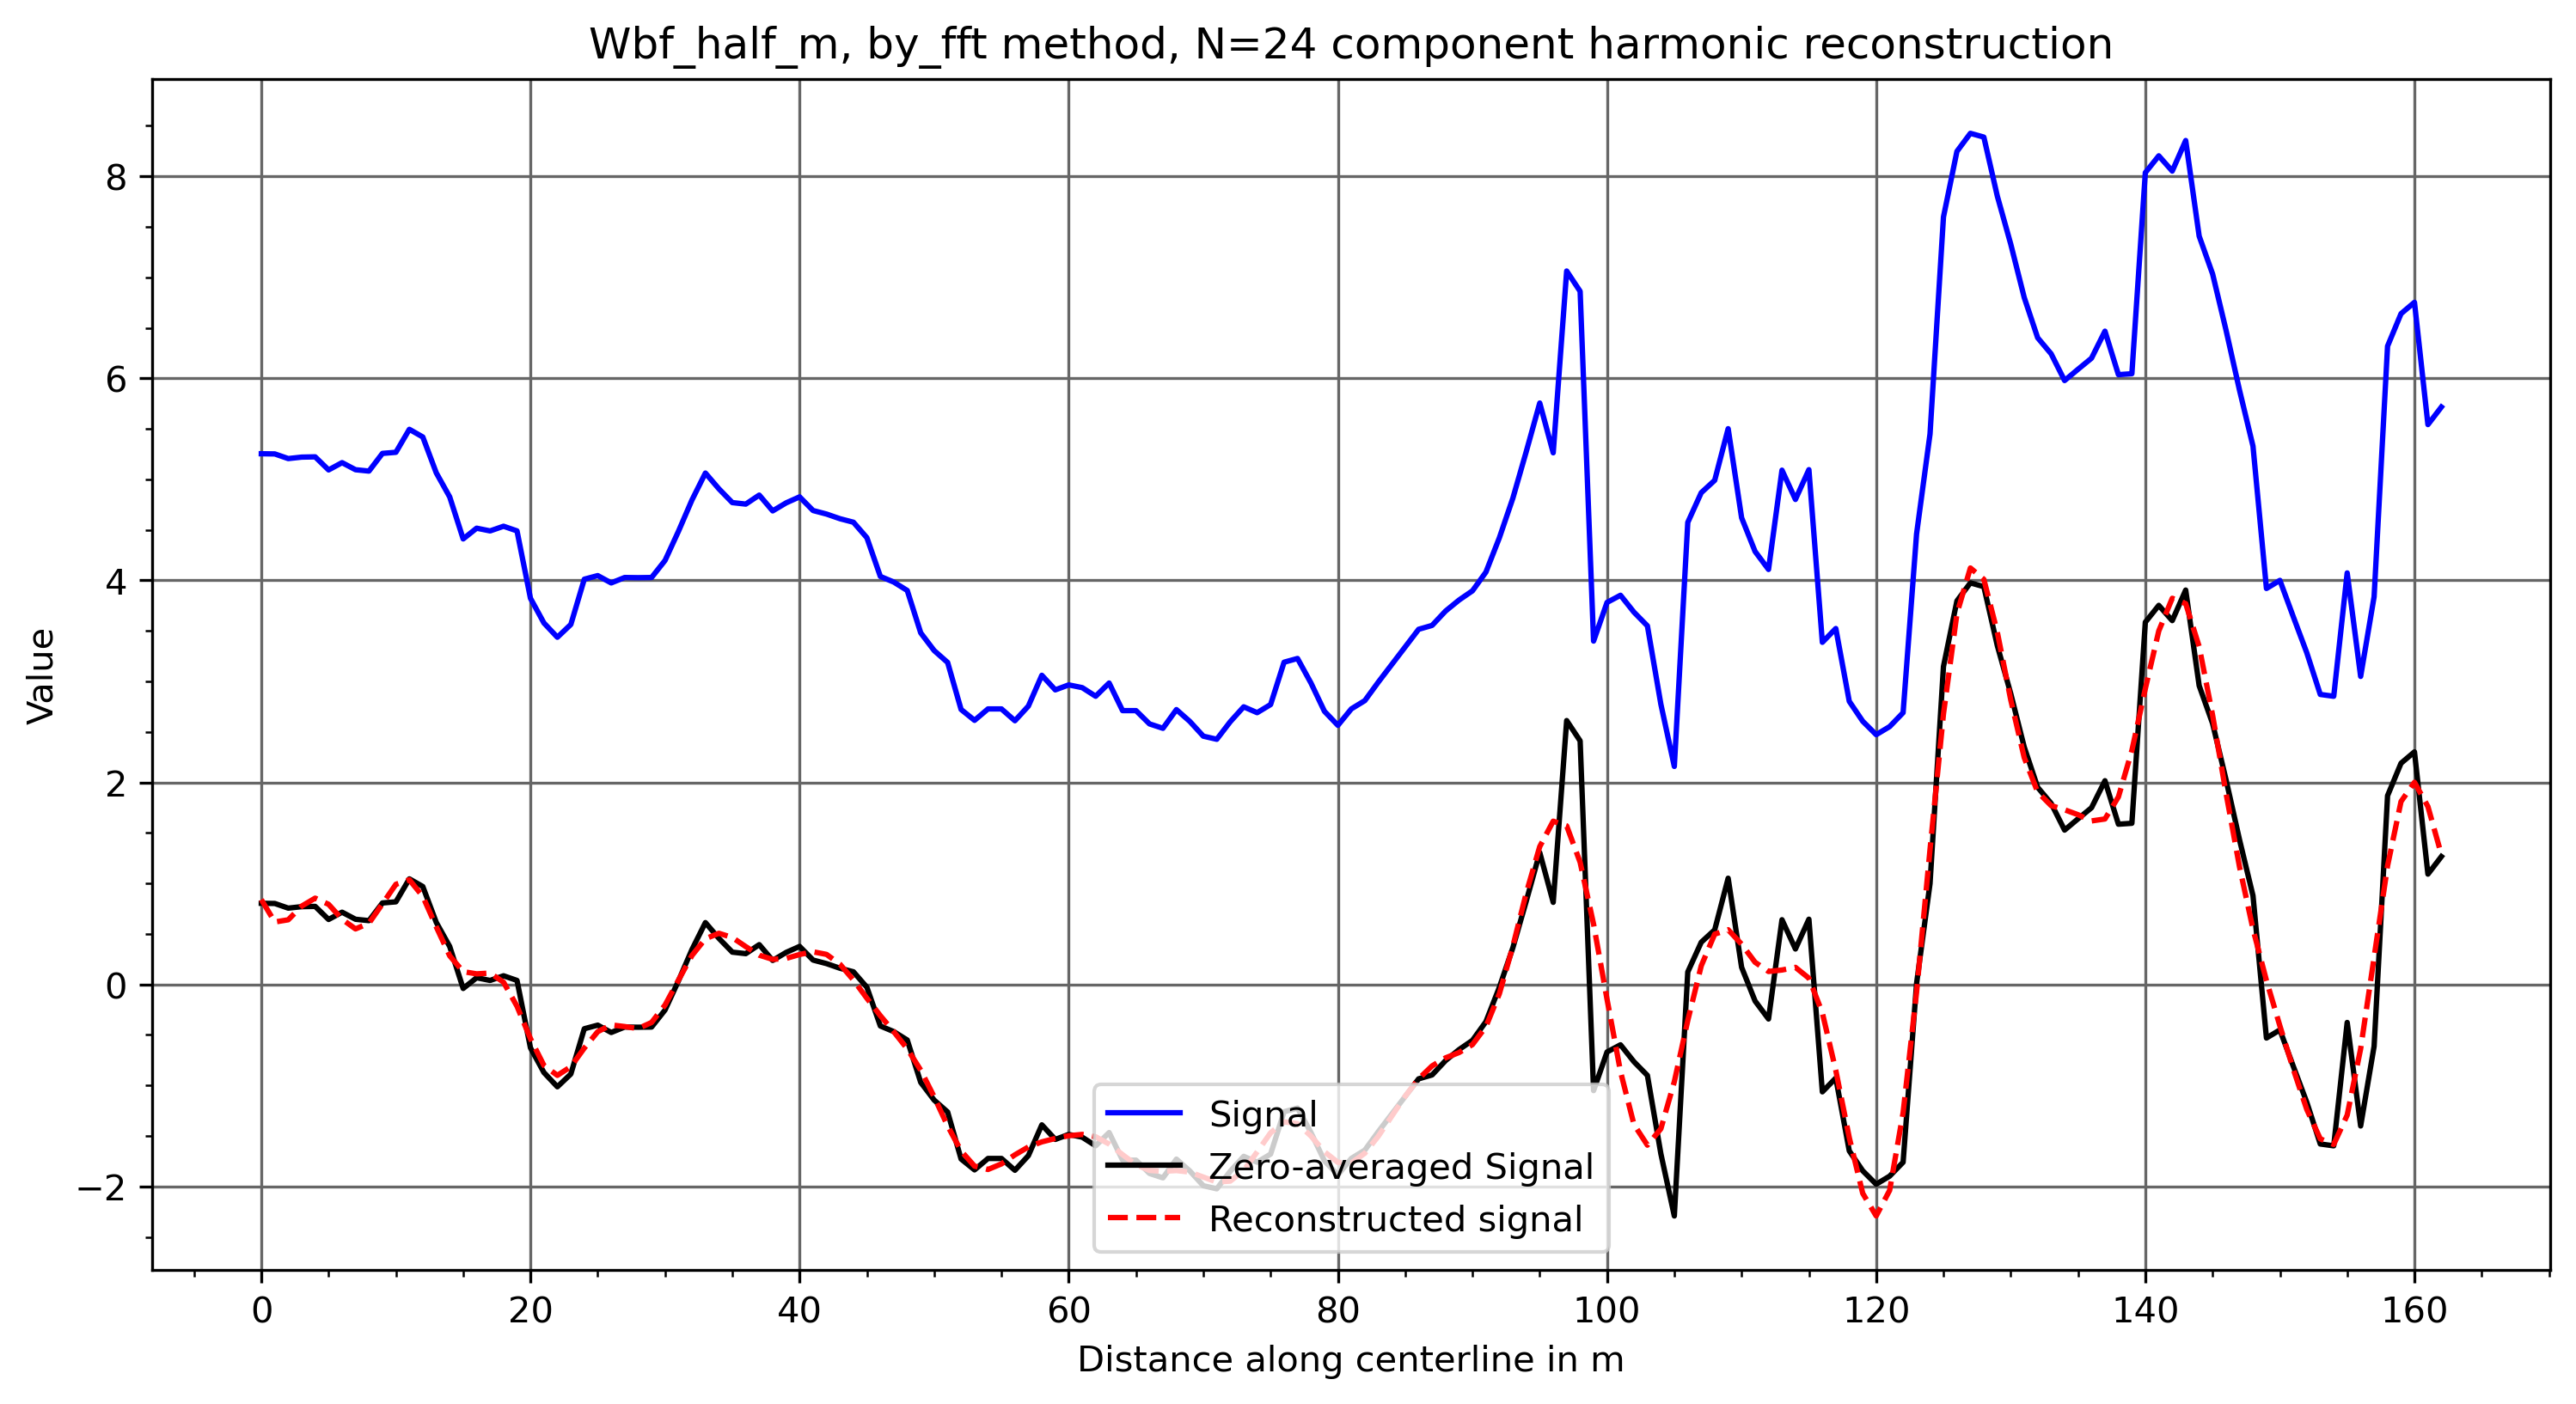 Wbf_half_m, by_fft method, N=24 component harmonic reconstruction
Value
8
6
4
2
0
−2
Signal
Zero-averaged Signal
Reconstructed signal
0 20 40 60 80 100 120 140 160
Distance along centerline in m